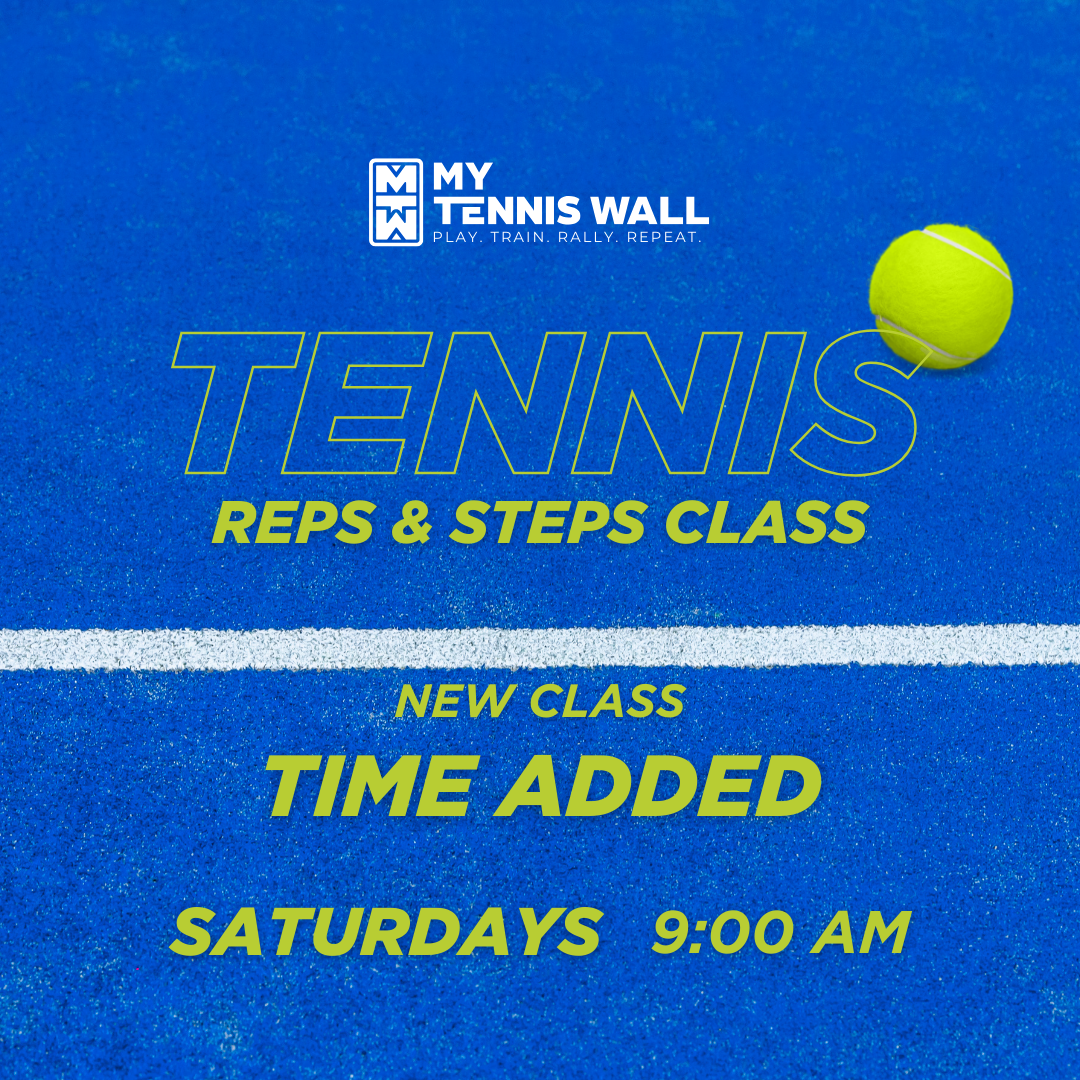 MTW
MY
TENNIS WALL
PLAY. TRAIN. RALLY. REPEAT.
TENNIS
REPS & STEPS CLASS
NEW CLASS
TIME ADDED
SATURDAYS 9:00 AM